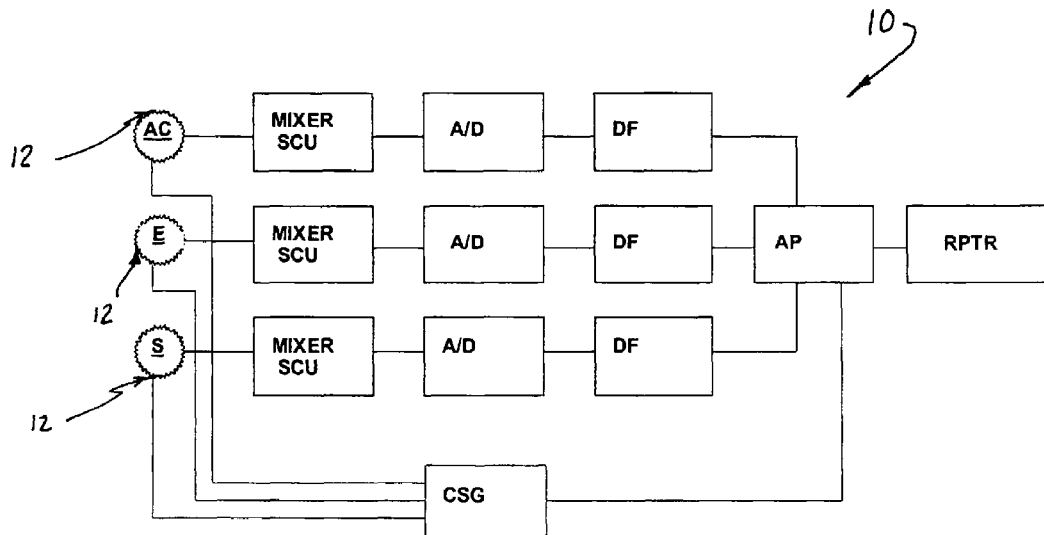 10
12
AC
MIXER
SCU
A/D
DF
E
MIXER
SCU
A/D
DF
AP
RPTR
12
S
MIXER
SCU
A/D
DF
12
CSG